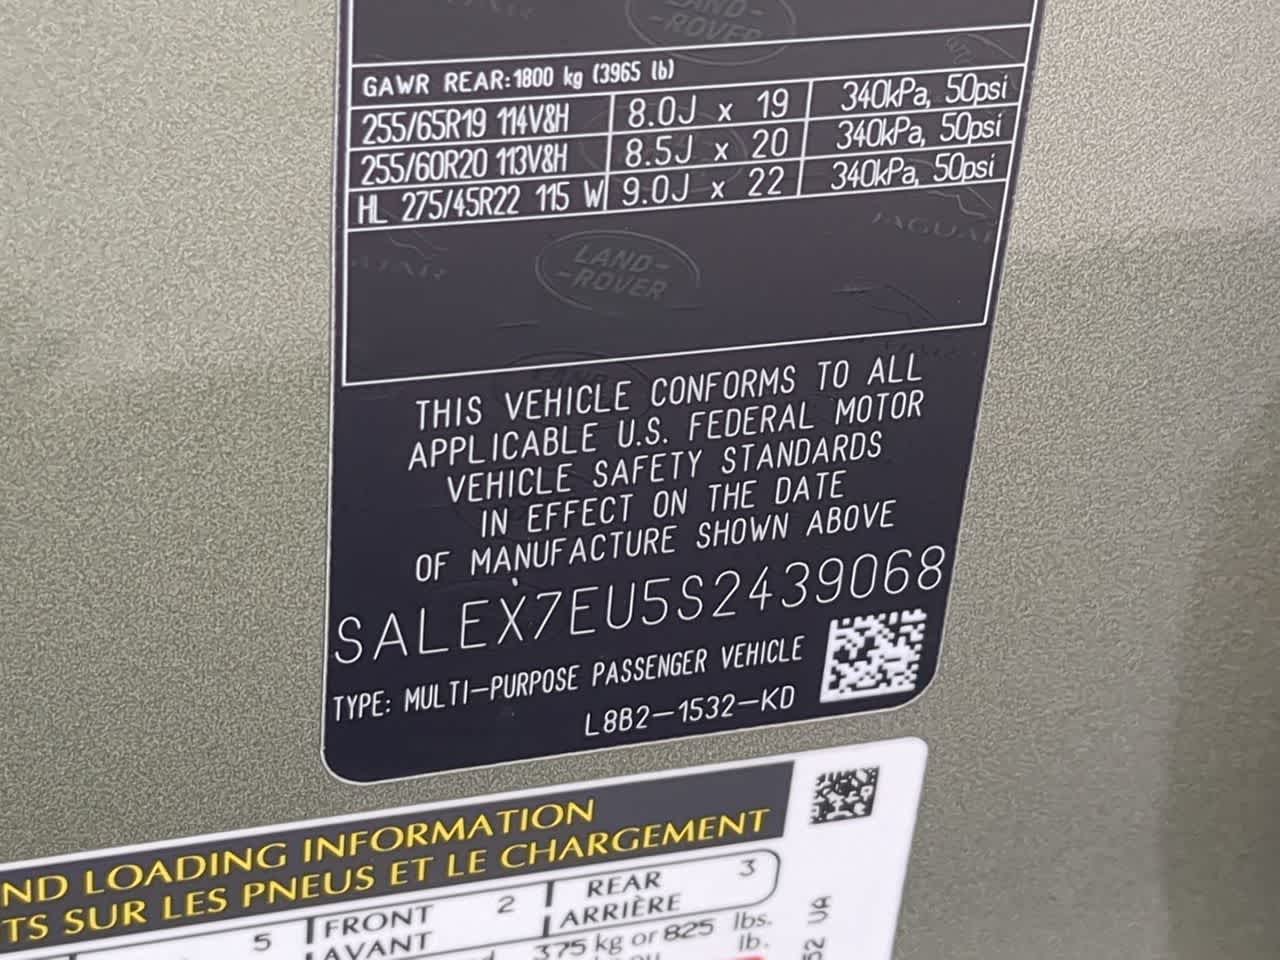 LAND-
-ROVER
GAWR REAR:1800 kg (3965 lb)
255/65R19 114V&H 8.0J x 19 340kPa, 50psi
255/60R20 113V&H 8.5J x 20 340kPa, 50psi
HL 275/45R22 115 W 9.0J x 22 340kPa, 50psi
JAGUAR
LAND-
-ROVER
THIS VEHICLE CONFORMS TO ALL
APPLICABLE U.S. FEDERAL MOTOR
VEHICLE SAFETY STANDARDS
IN EFFECT ON THE DATE
OF MANUFACTURE SHOWN ABOVE
SALEX7EU5S2439068
TYPE: MULTI-PURPOSE PASSENGER VEHICLE
L8B2-1532-KD
ND LOADING INFORMATION
TS SUR LES PNEUS ET LE CHARGEMENT
5 FRONT 2 REAR 3
AVANT ARRIÈRE
375 kg or 825 lbs.
lb.